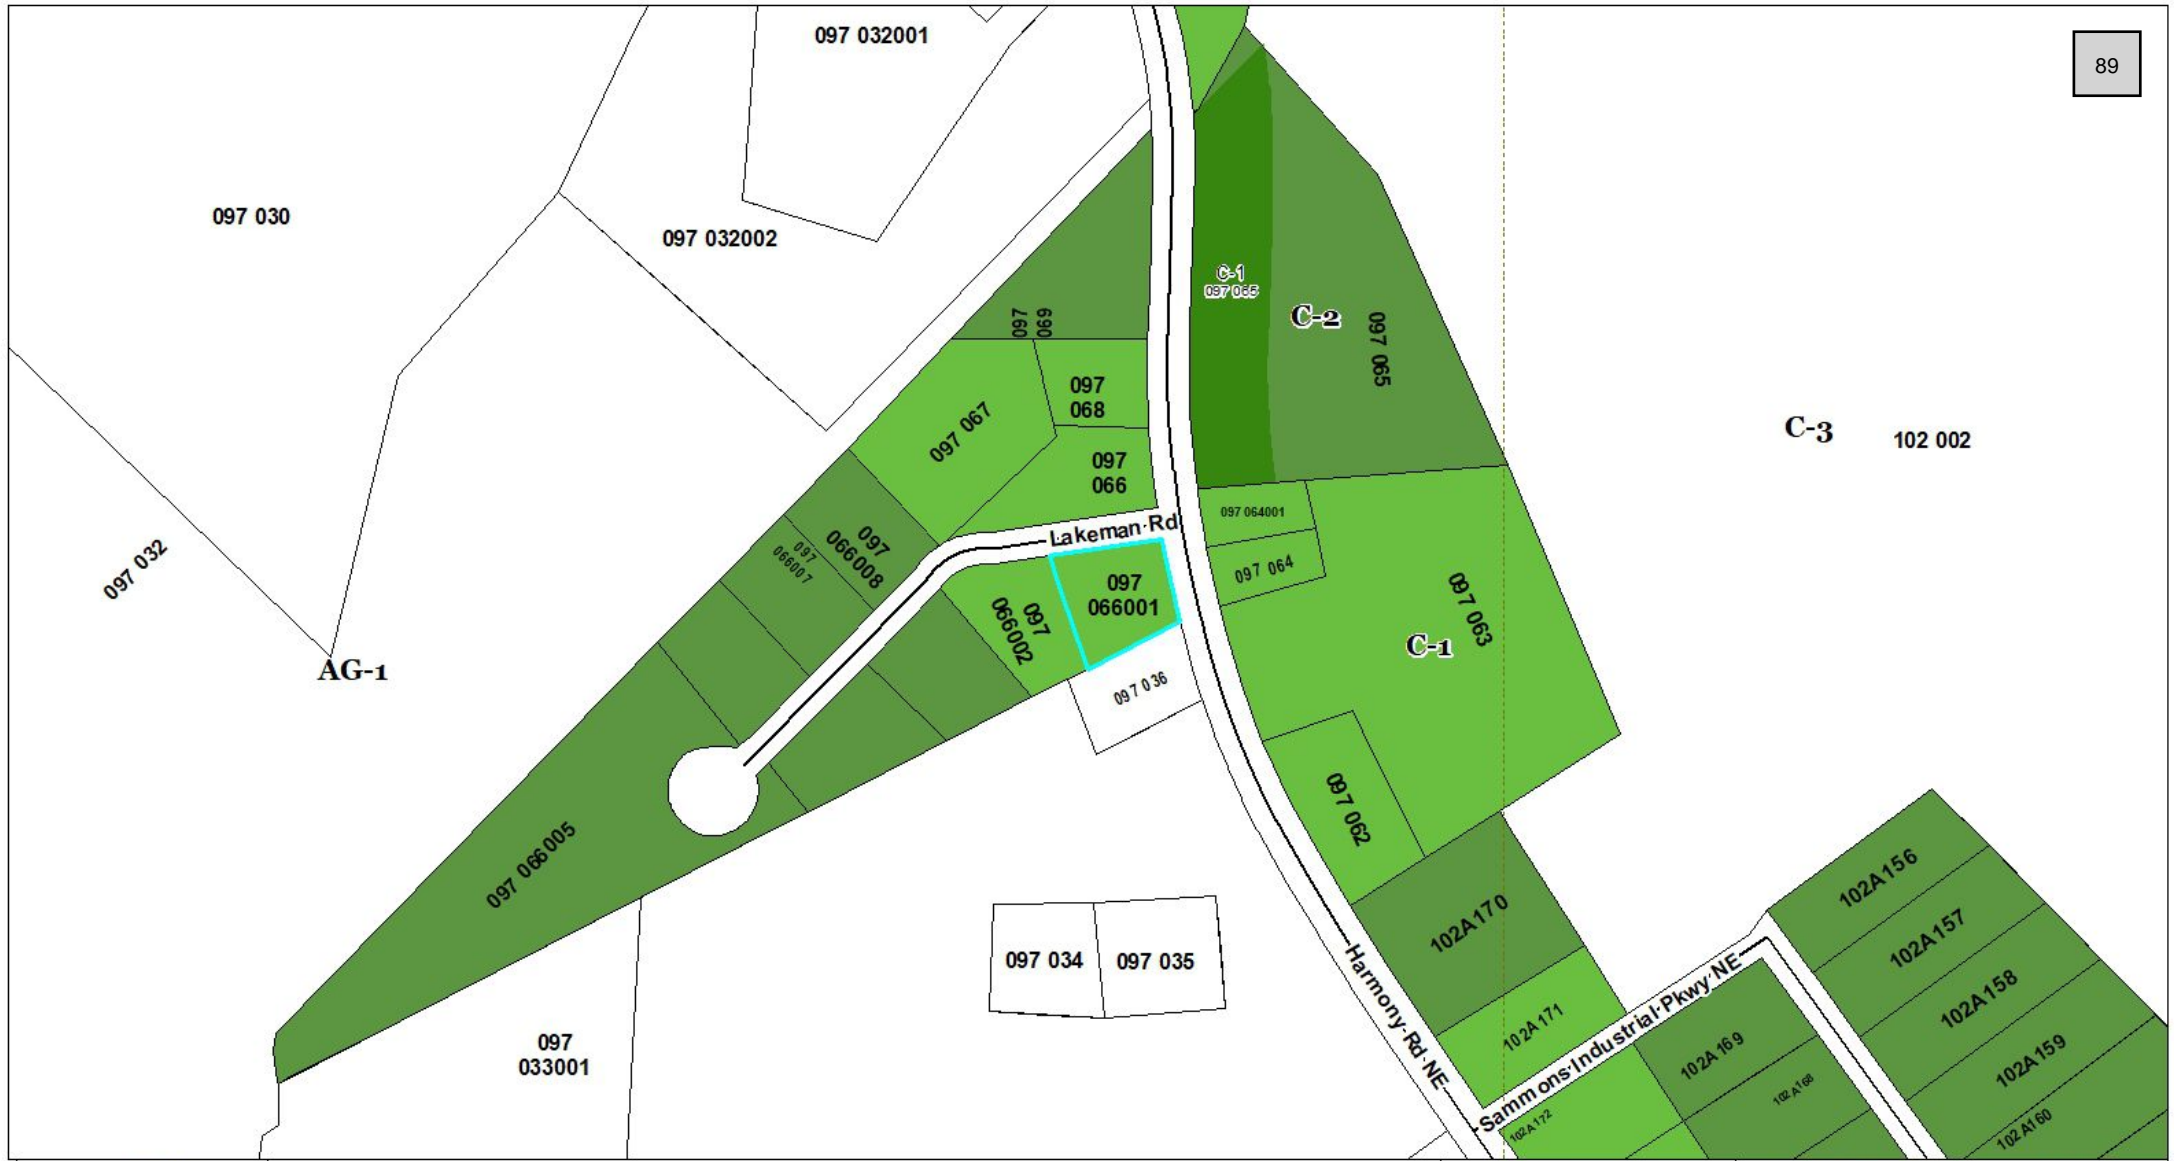 097 032001
89
097 030
097 032002
C-1
097 065
C-2
097 065
097
069
097
068
097 067
C-3
102 002
097
066
097 064001
Lakeman Rd
097
066008
097
066007
097 032
097 064
097
066001
097
066002
097 063
C-1
AG-1
097 036
097 062
097 066005
102A156
102A170
102A157
097 034
097 035
Harmony Rd NE
Sammons Industrial Pkwy NE
102A158
102A171
097
033001
102A169
102A159
102A168
102A172
102A160